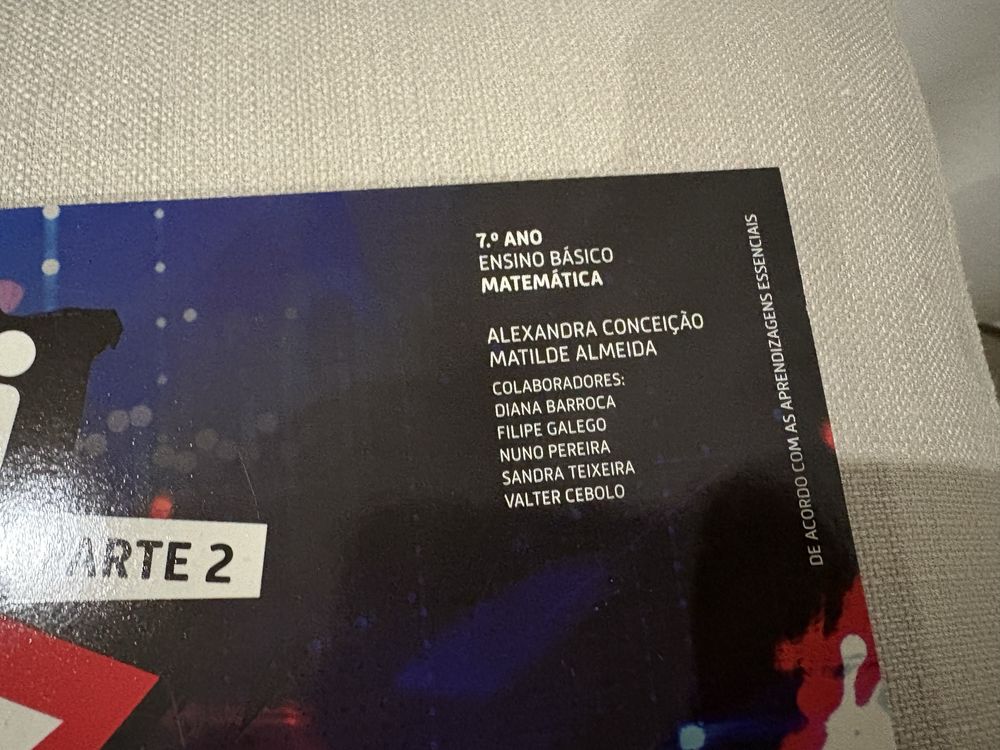 7.º ANO
ENSINO BÁSICO
MATEMÁTICA
ALEXANDRA CONCEIÇÃO
MATILDE ALMEIDA
COLABORADORES:
DIANA BARROCA
FILIPE GALEGO
NUNO PEREIRA
SANDRA TEIXEIRA
VALTER CEBOLO
DE ACORDO COM AS APRENDIZAGENS ESSENCIAIS
ARTE 2